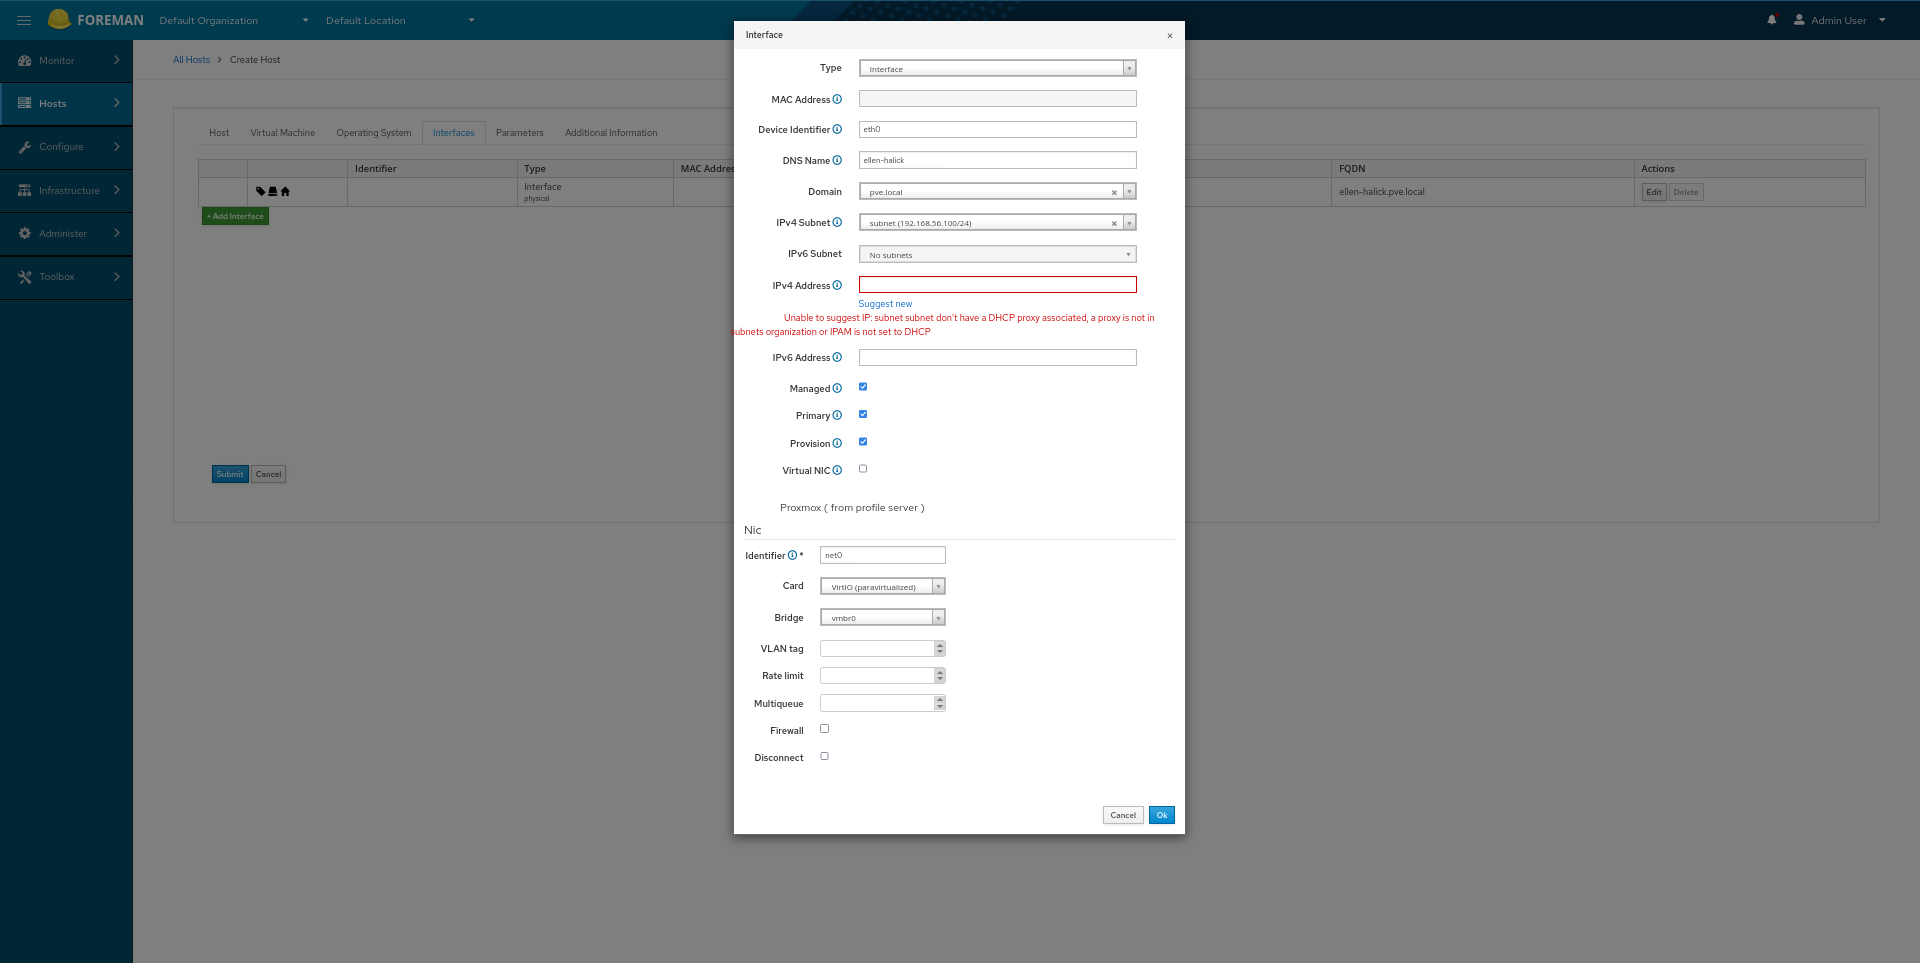 FOREMAN
Default Organization
Default Location
Admin User
Monitor
Hosts
Configure
Infrastructure
Administer
Toolbox
All Hosts > Create Host
Host
Virtual Machine
Operating System
Interfaces
Parameters
Additional Information
Identifier
Type
MAC Addres
FQDN
Actions
Interface
physical
ellen-halick.pve.local
Edit
Delete
+ Add Interface
Submit
Cancel
Interface
×
Type
Interface
MAC Address
Device Identifier
eth0
DNS Name
ellen-halick
Domain
pve.local
IPv4 Subnet
subnet (192.168.56.100/24)
IPv6 Subnet
No subnets
IPv4 Address
Suggest new
Unable to suggest IP: subnet subnet don't have a DHCP proxy associated, a proxy is not in
subnets organization or IPAM is not set to DHCP
IPv6 Address
Managed
Primary
Provision
Virtual NIC
Proxmox ( from profile server )
Nic
Identifier *
net0
Card
VirtIO (paravirtualized)
Bridge
vmbr0
VLAN tag
Rate limit
Multiqueue
Firewall
Disconnect
Cancel
Ok